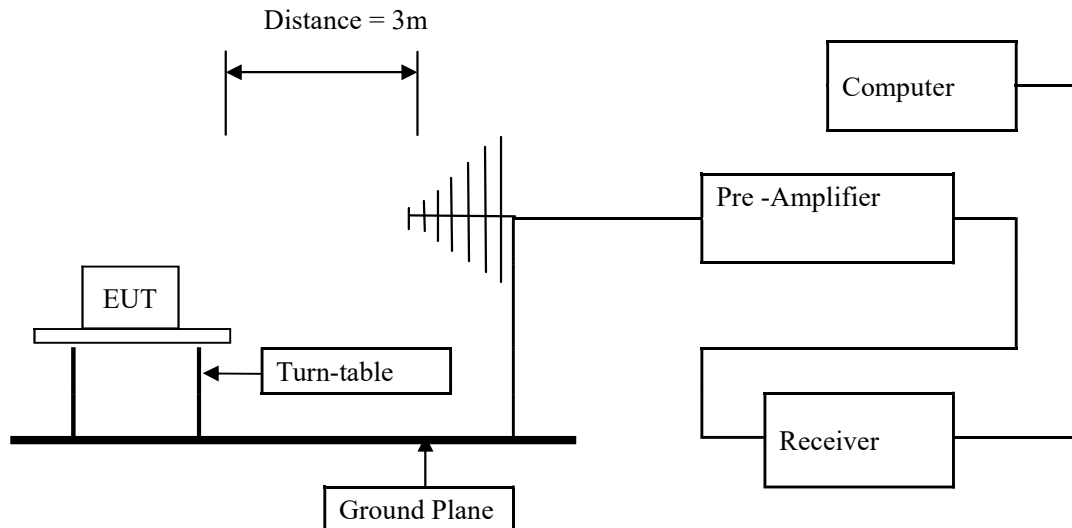 Distance = 3m
Computer
Pre -Amplifier
EUT
Turn-table
Receiver
Ground Plane